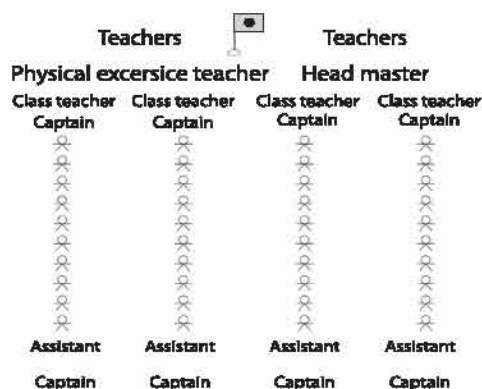 Teachers Teachers
Physical excersice teacher Head master
Class teacher Class teacher Class teacher Class teacher
Captain Captain Captain Captain
Assistant Assistant Assistant Assistant
Captain Captain Captain Captain